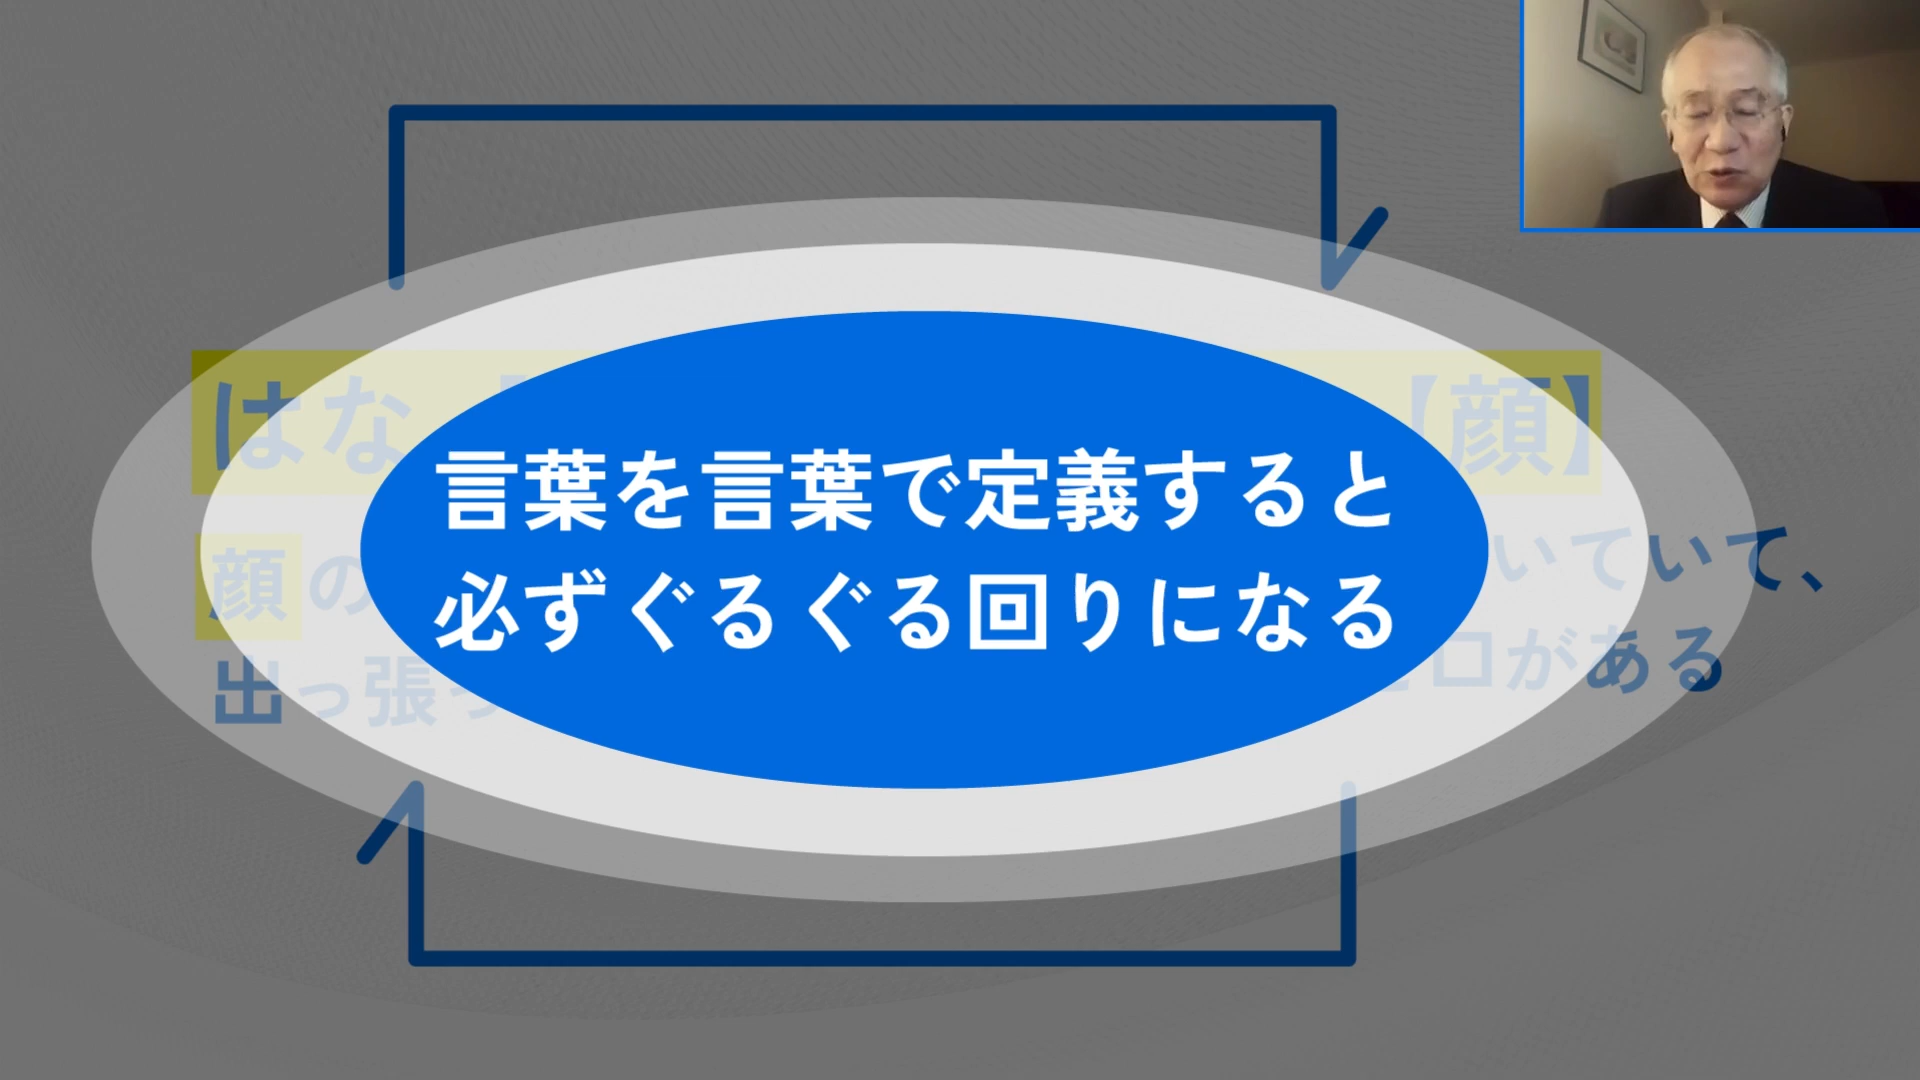 はな
【顔】
顔の
いていて、
出っ張っ
口がある
言葉を言葉で定義すると
必ずぐるぐる回りになる